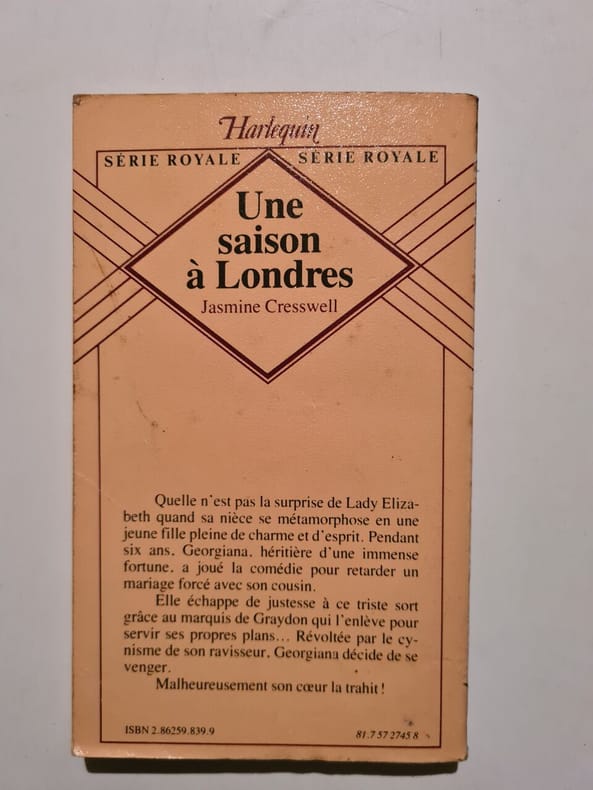 Harlequin
SÉRIE ROYALE SÉRIE ROYALE
Une
saison
à Londres
Jasmine Cresswell
Quelle n'est pas la surprise de Lady Eliza-
beth quand sa nièce se métamorphose en une
jeune fille pleine de charme et d'esprit. Pendant
six ans, Georgiana, héritière d'une immense
fortune, a joué la comédie pour retarder un
mariage forcé avec son cousin.
Elle échappe de justesse à ce triste sort
grâce au marquis de Graydon qui l'enlève pour
servir ses propres plans... Révoltée par le cy-
nisme de son ravisseur, Georgiana décide de se
venger.
Malheureusement son cœur la trahit !
ISBN 2.86259.839.9 81.7 57 2745 8